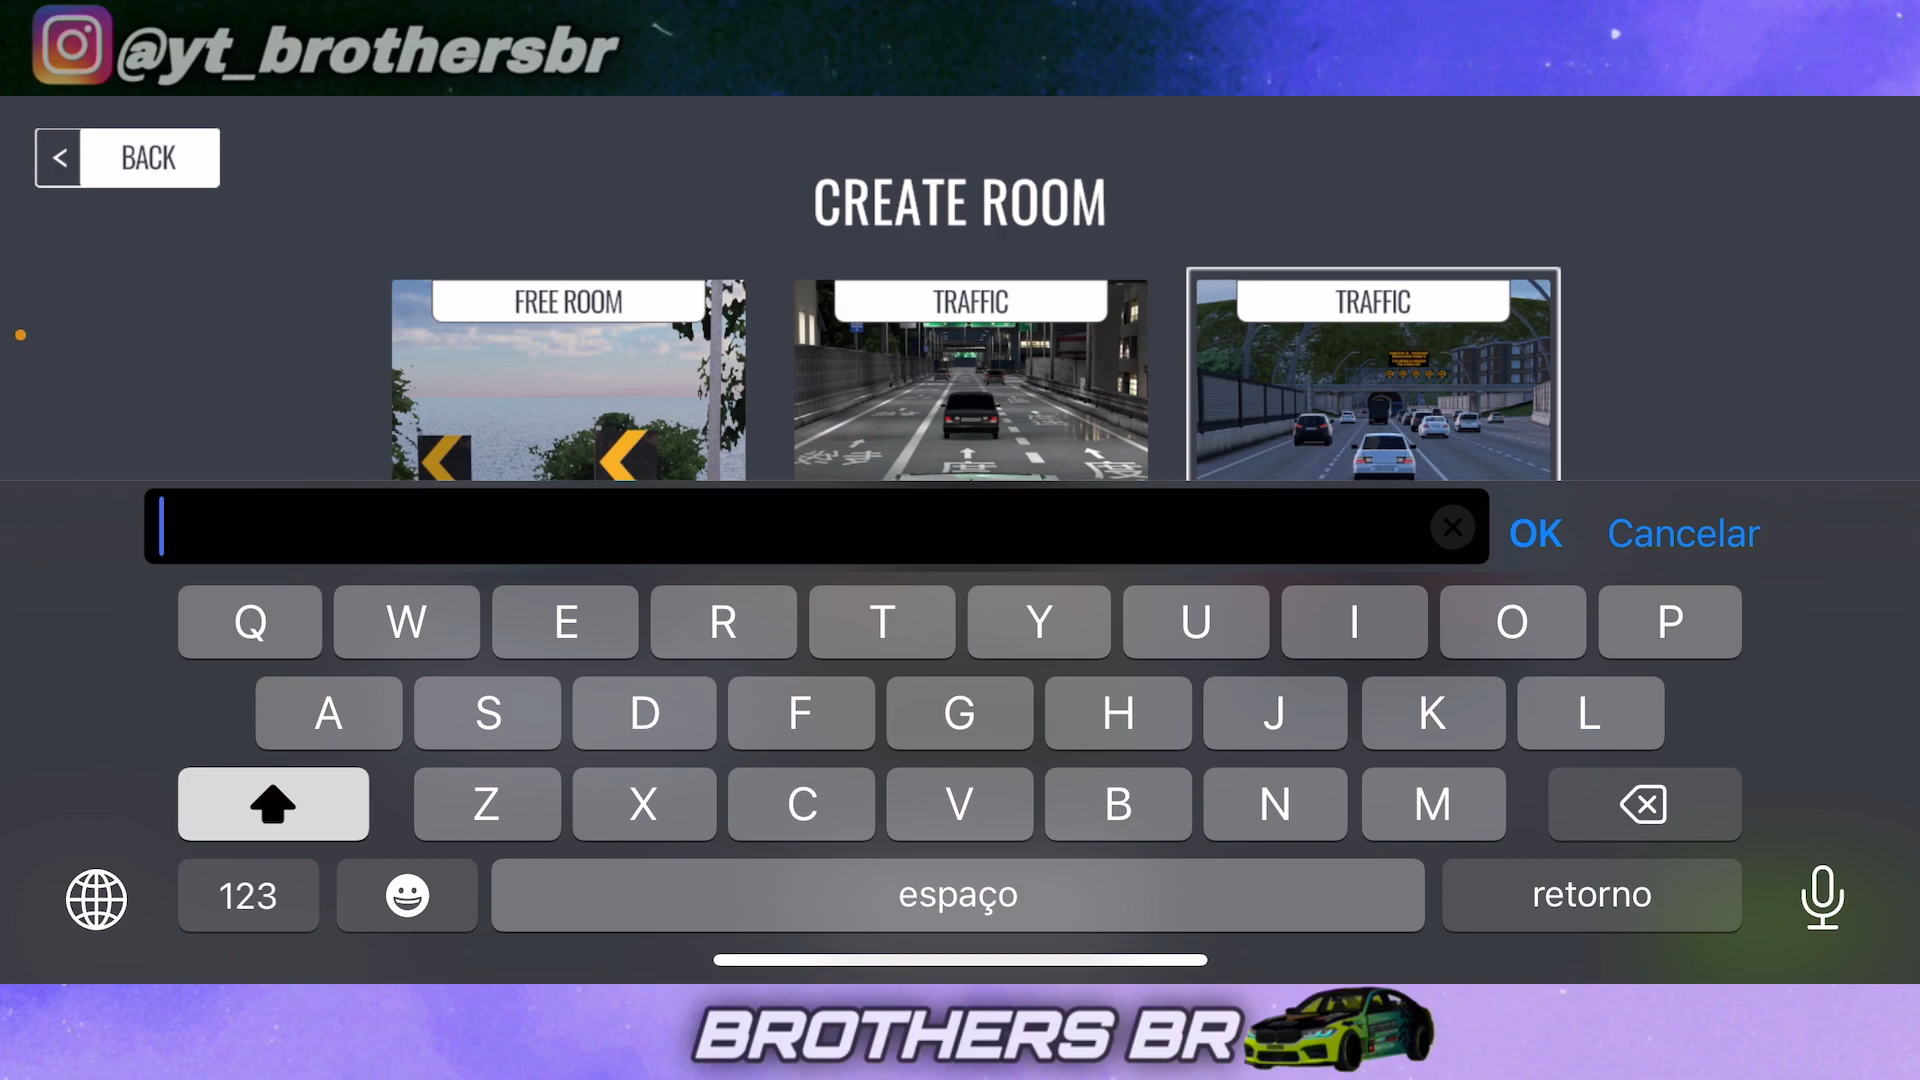 @yt_brothersbr
< BACK
CREATE ROOM
FREE ROOM
TRAFFIC
TRAFFIC
OK Cancelar
Q W E R T Y U I O P
A S D F G H J K L
Z X C V B N M
123 espaço retorno
BROTHERS BR